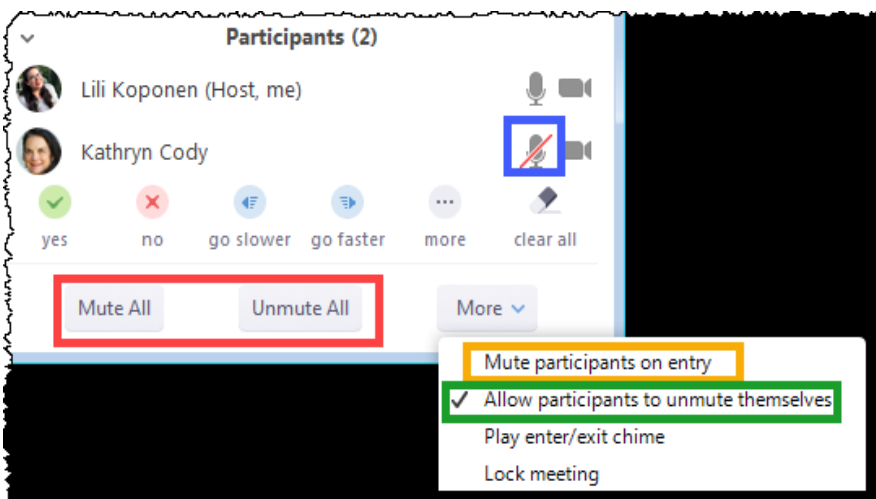 Participants (2)
Lili Koponen (Host, me)
Kathryn Cody
yes no go slower go faster more clear all
Mute All Unmute All More
Mute participants on entry
Allow participants to unmute themselves
Play enter/exit chime
Lock meeting